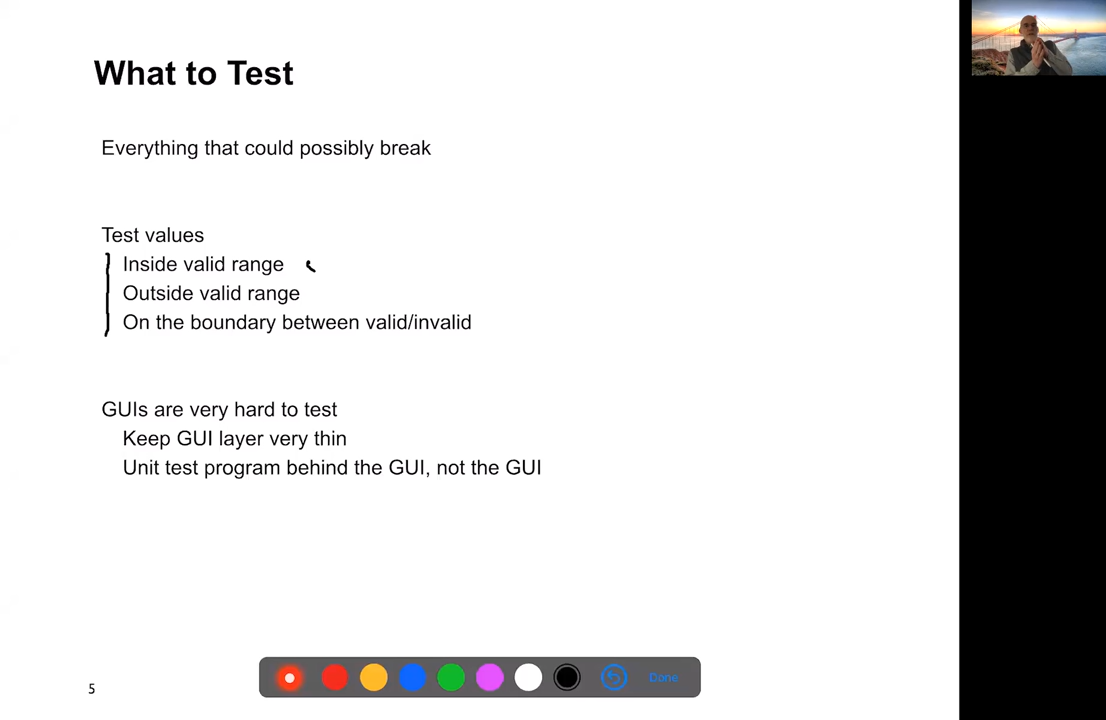 What to Test
Everything that could possibly break
Test values
Inside valid range
Outside valid range
On the boundary between valid/invalid
GUIs are very hard to test
Keep GUI layer very thin
Unit test program behind the GUI, not the GUI
5
Done